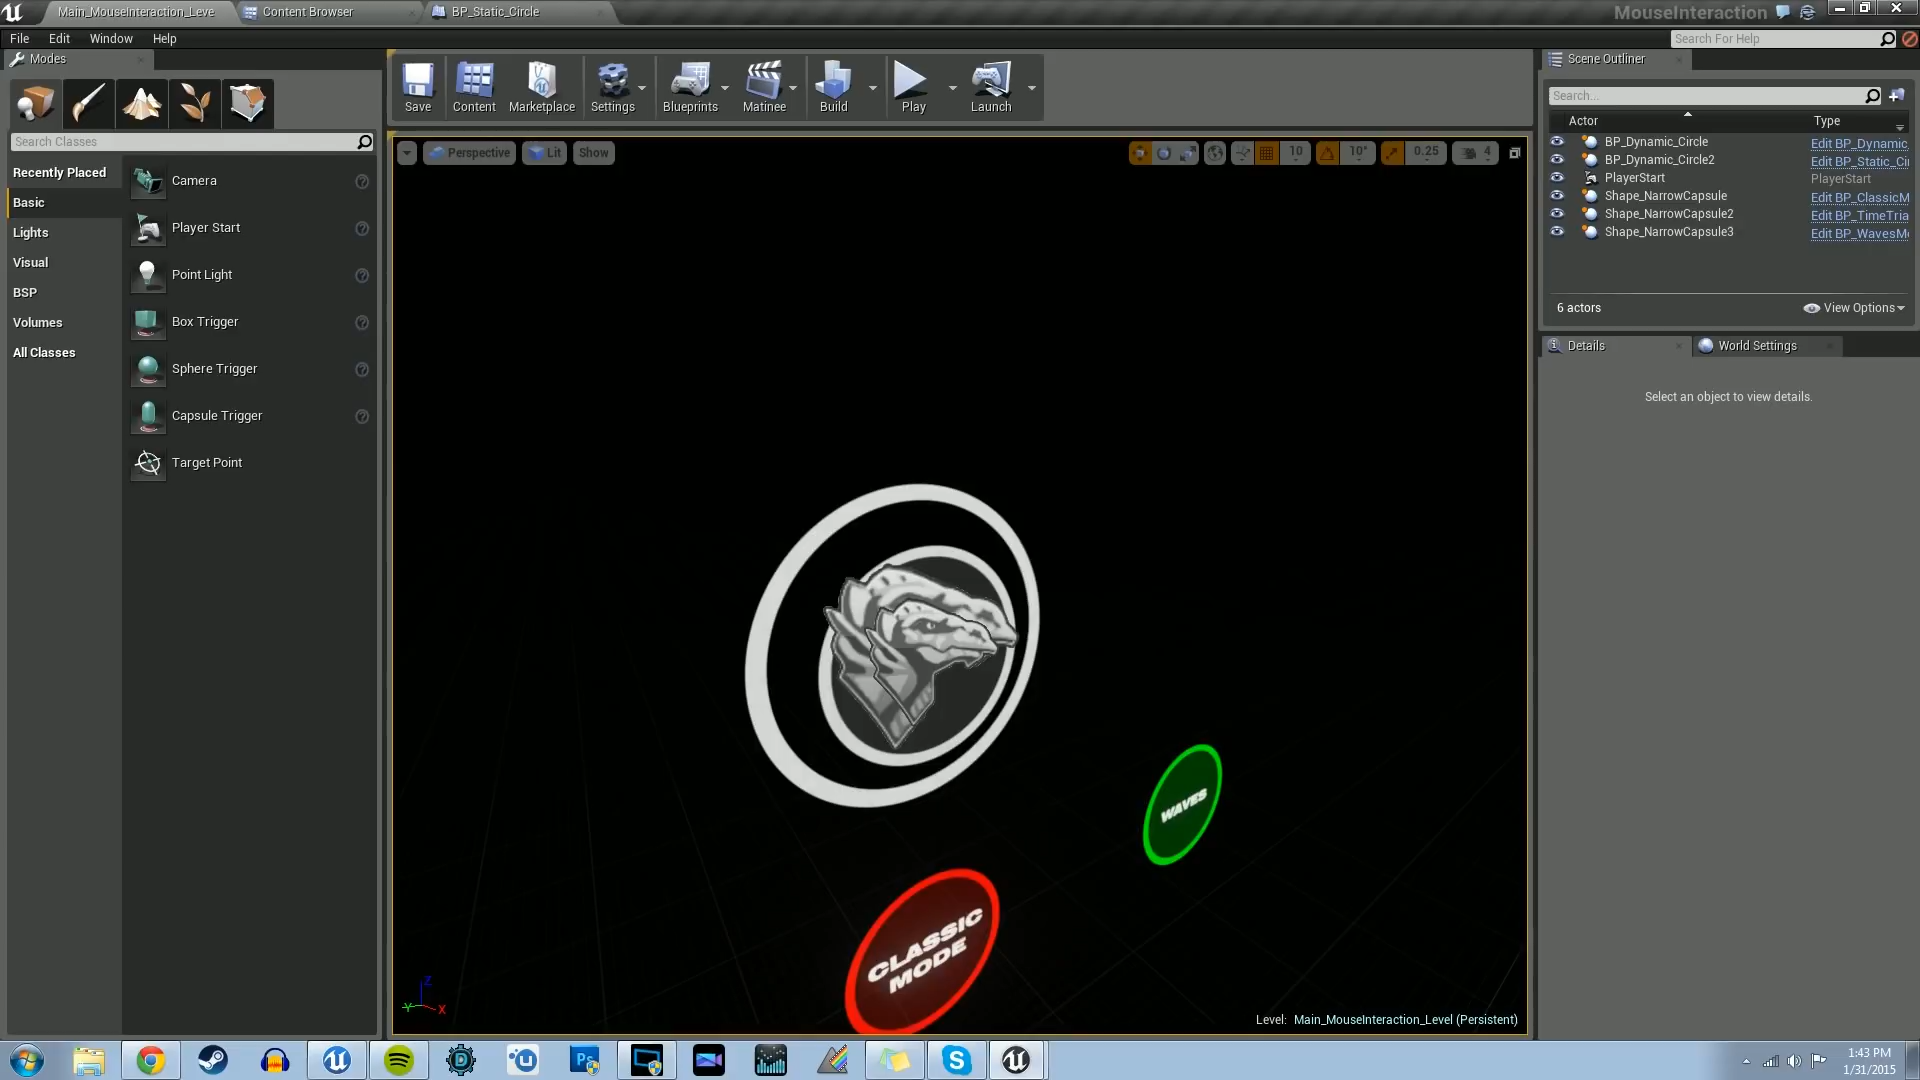 Main_MouseInteraction_Leve
Content Browser
BP_Static_Circle
MouseInteraction
File Edit Window Help
Search For Help
Modes
Save
Content
Marketplace
Settings
Blueprints
Matinee
Build
Play
Launch
Scene Outliner
Search...
Actor Type
BP_Dynamic_Circle Edit BP_Dynamic_
BP_Dynamic_Circle2 Edit BP_Static_Ci
PlayerStart PlayerStart
Shape_NarrowCapsule Edit BP_ClassicM
Shape_NarrowCapsule2 Edit BP_TimeTria
Shape_NarrowCapsule3 Edit BP_WavesM
6 actors
View Options
Details
World Settings
Select an object to view details.
Search Classes
Recently Placed
Basic
Lights
Visual
BSP
Volumes
All Classes
Camera
Player Start
Point Light
Box Trigger
Sphere Trigger
Capsule Trigger
Target Point
Perspective
Lit
Show
10
10°
0.25
4
WAVES
CLASSIC
MODE
Z
Y
X
Level: Main_MouseInteraction_Level (Persistent)
Ps
1:43 PM
1/31/2015